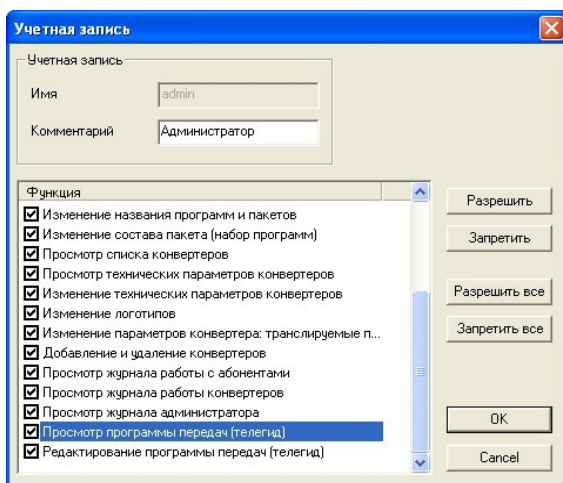 Учетная запись
Учетная запись
Имя
admin
Комментарий
Администратор
Функция
Изменение названия программ и пакетов
Изменение состава пакета (набор программ)
Просмотр списка конвертеров
Просмотр технических параметров конвертеров
Изменение технических параметров конвертеров
Изменение логотипов
Изменение параметров конвертера: транслируемые п...
Добавление и удаление конвертеров
Просмотр журнала работы с абонентами
Просмотр журнала работы конвертеров
Просмотр журнала администратора
Просмотр программы передач (телегид)
Редактирование программы передач (телегид)
Разрешить
Запретить
Разрешить все
Запретить все
OK
Cancel